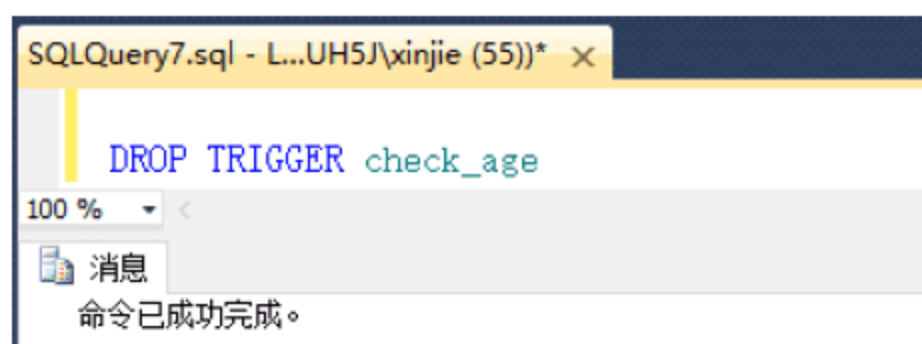 SQLQuery7.sql - L...UH5J\xinjie (55))*
DROP TRIGGER check_age
100 %
消息
命令已成功完成。